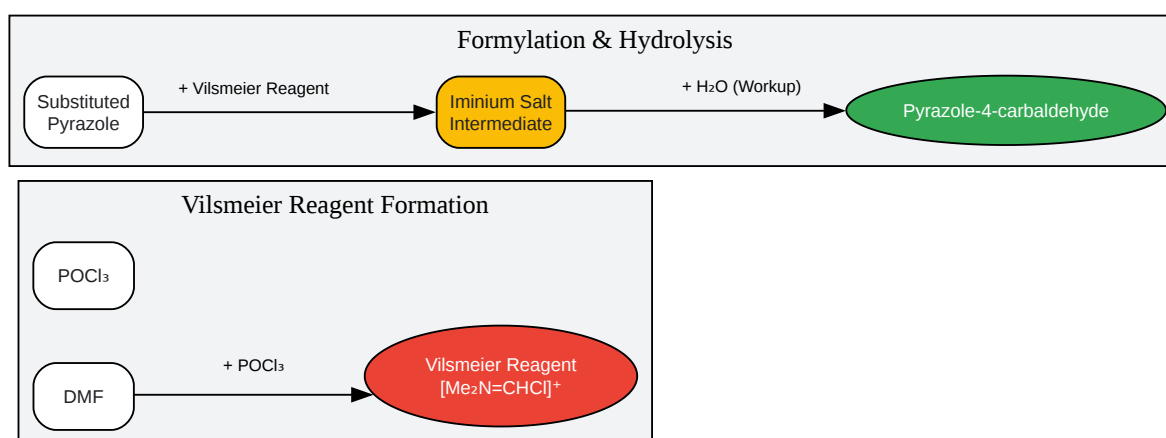 Formylation & Hydrolysis
Substituted
Pyrazole
+ Vilsmeier Reagent
Iminium Salt
Intermediate
+ H₂O (Workup)
Pyrazole-4-carbaldehyde
Vilsmeier Reagent Formation
POCl₃
DMF
+ POCl₃
Vilsmeier Reagent
[Me₂N=CHCl]⁺